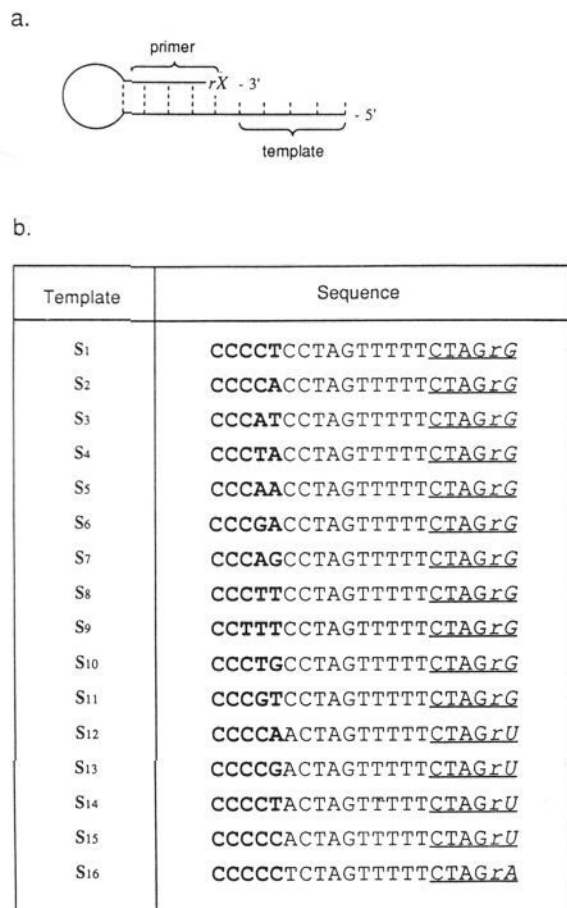 a.
primer
rX - 3'
- 5'
template
b.
Template Sequence
S1 CCCCTCCTAGTTTTTCTAGrG
S2 CCCCACCTAGTTTTTCTAGrG
S3 CCCATCCTAGTTTTTCTAGrG
S4 CCCTACCTAGTTTTTCTAGrG
S5 CCCAACCTAGTTTTTCTAGrG
S6 CCCGACCTAGTTTTTCTAGrG
S7 CCCAGCCTAGTTTTTCTAGrG
S8 CCCTTCCTAGTTTTTCTAGrG
S9 CCTTTCCTAGTTTTTCTAGrG
S10 CCCTGCCTAGTTTTTCTAGrG
S11 CCCGTCCTAGTTTTTCTAGrG
S12 CCCCAACTAGTTTTTCTAGrU
S13 CCCCGACTAGTTTTTCTAGrU
S14 CCCCTACTAGTTTTTCTAGrU
S15 CCCCCACTAGTTTTTCTAGrU
S16 CCCCCTCTAGTTTTTCTAGrA